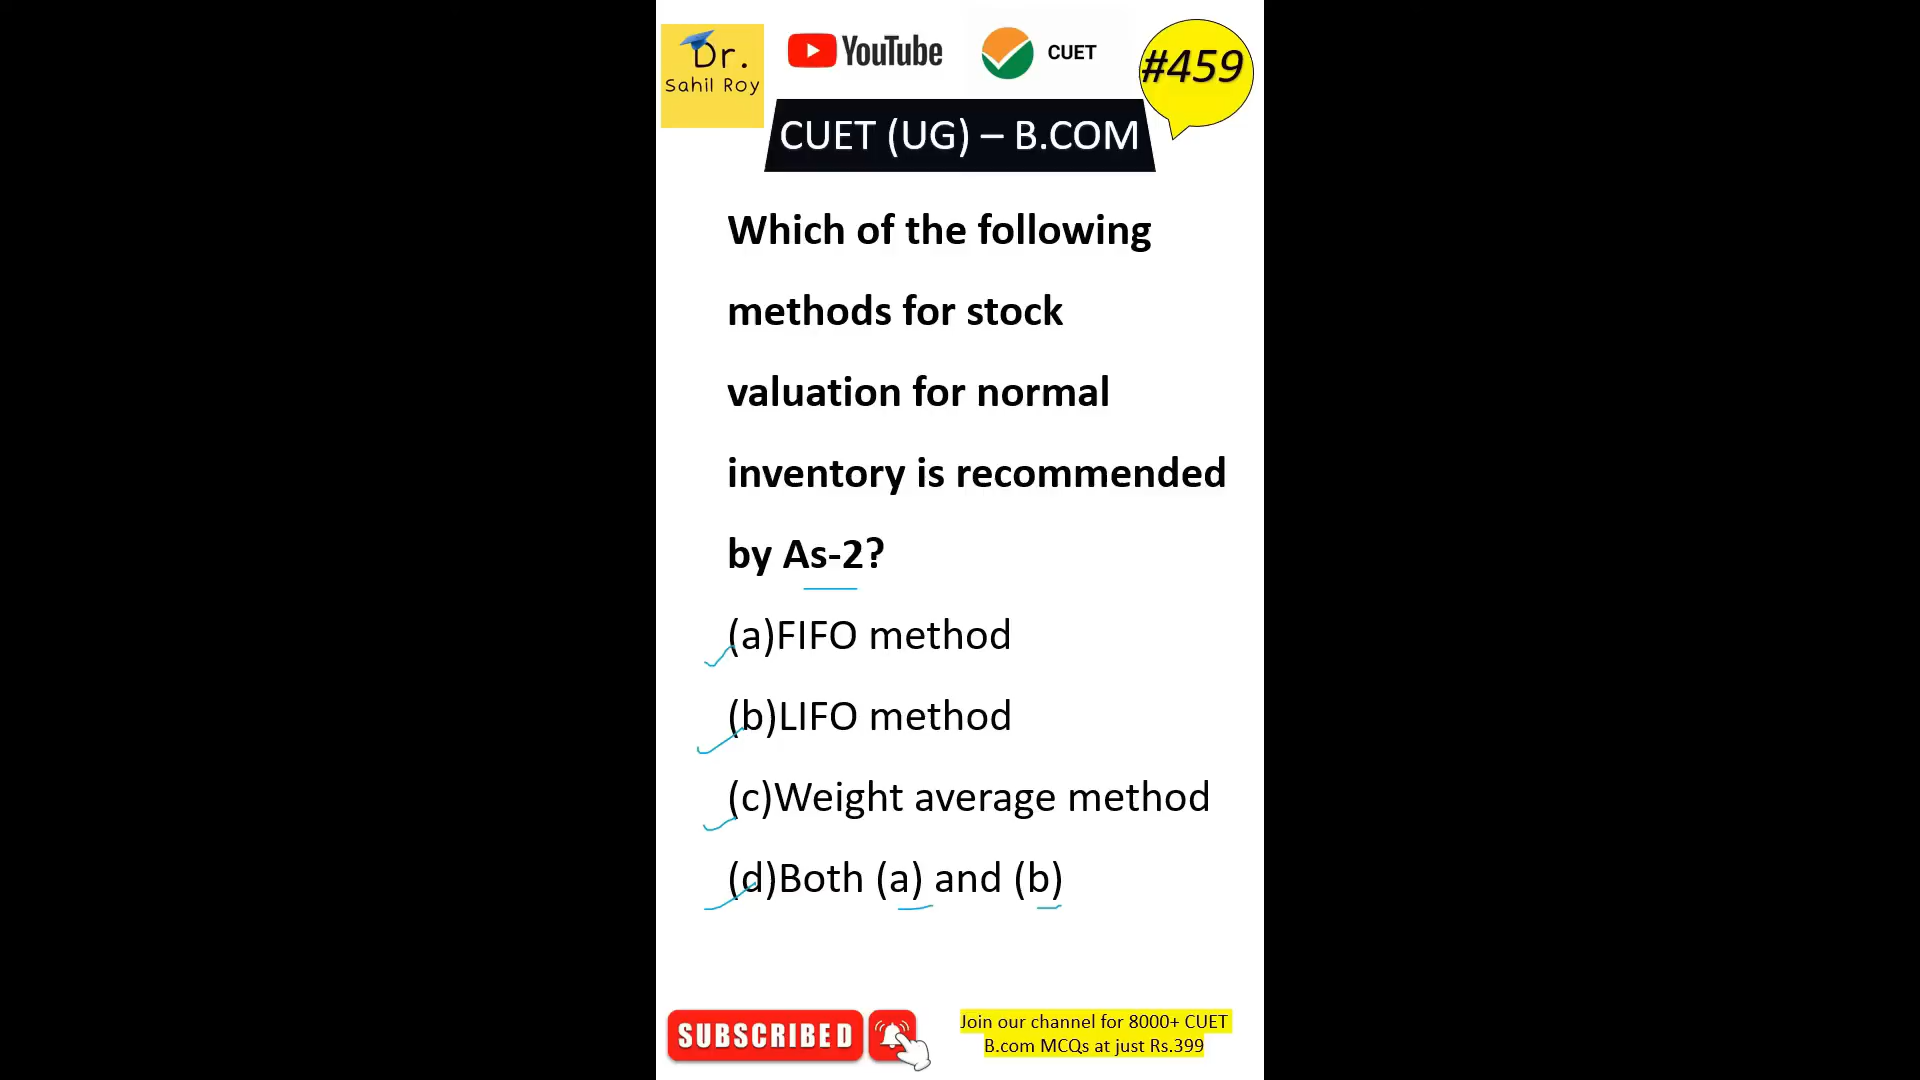 Dr.
Sahil Roy
YouTube
CUET
#459
CUET (UG) – B.COM
Which of the following
methods for stock
valuation for normal
inventory is recommended
by As-2?
(a)FIFO method
(b)LIFO method
(c)Weight average method
(d)Both (a) and (b)
SUBSCRIBED
Join our channel for 8000+ CUET
B.com MCQs at just Rs.399